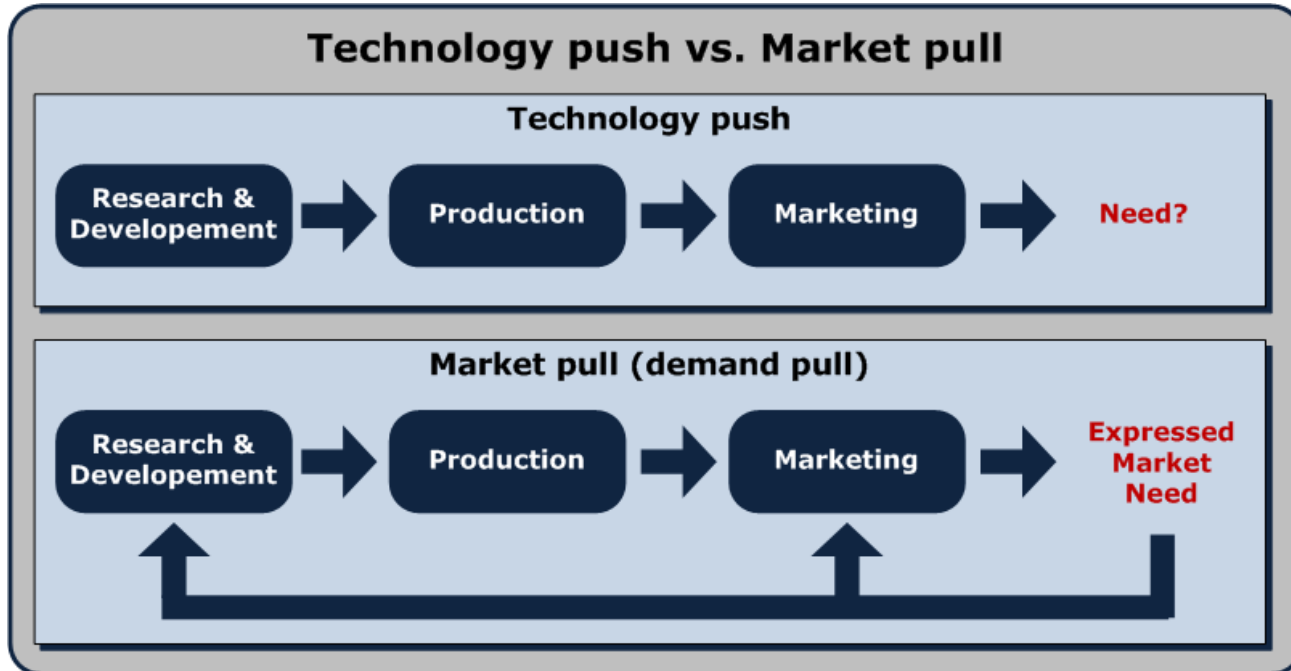 Technology push vs. Market pull
Technology push
Research &
Developement
Production
Marketing
Need?
Market pull (demand pull)
Research &
Developement
Production
Marketing
Expressed
Market
Need